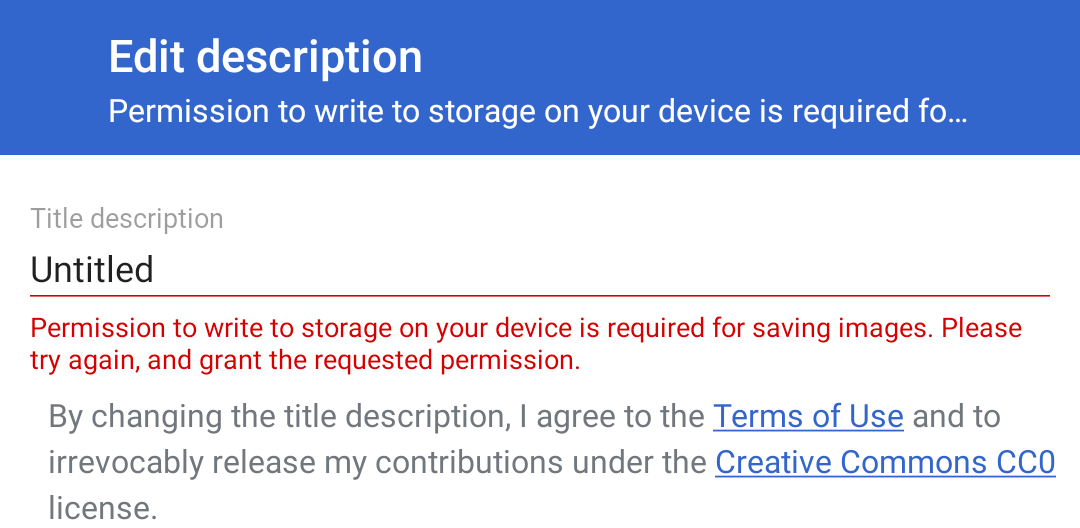 Edit description
Permission to write to storage on your device is required fo...
Title description
Untitled
Permission to write to storage on your device is required for saving images. Please
try again, and grant the requested permission.
By changing the title description, I agree to the Terms of Use and to
irrevocably release my contributions under the Creative Commons CC0
license.